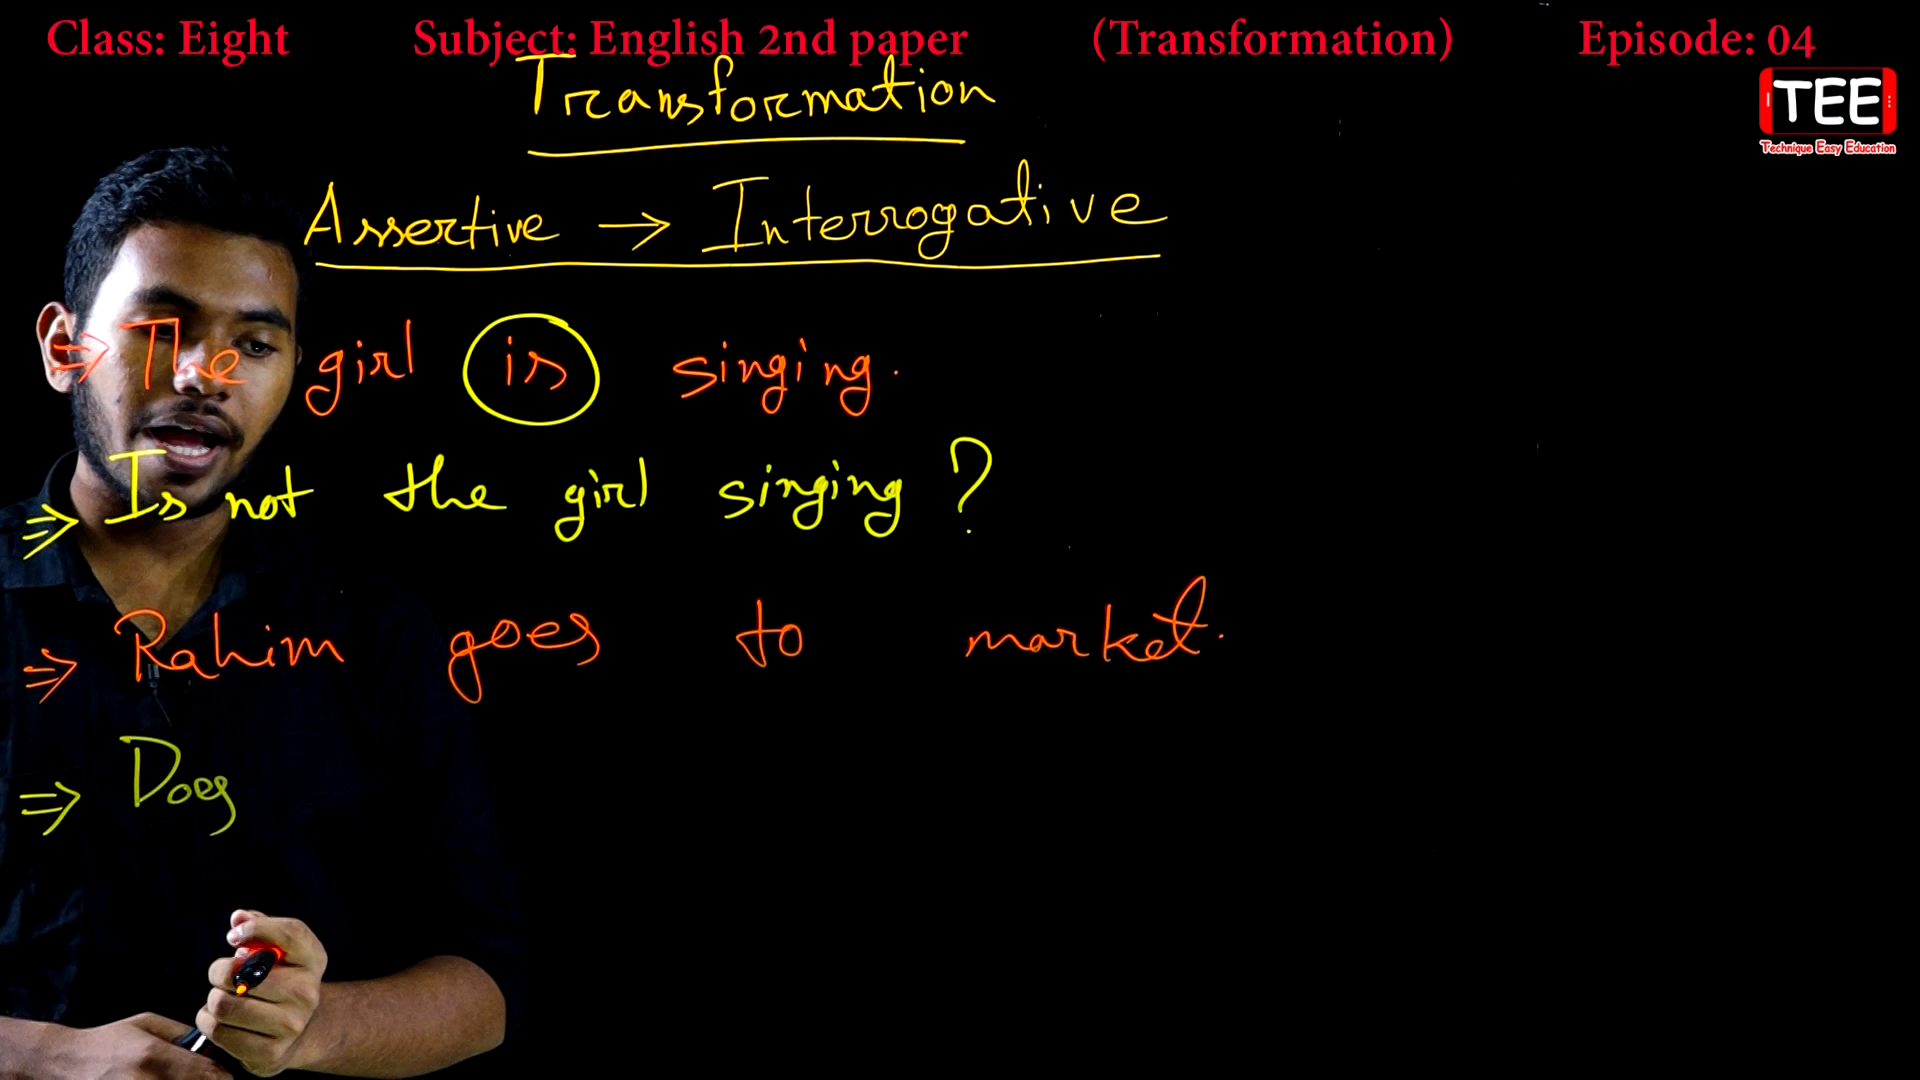 Class: Eight Subject: English 2nd paper (Transformation) Episode: 04
TEE
Technique Easy Education
Transformation
Assertive → Interrogative
⇒ The girl is singing.
⇒ Is not the girl singing?
⇒ Rahim goes to market.
⇒ Does